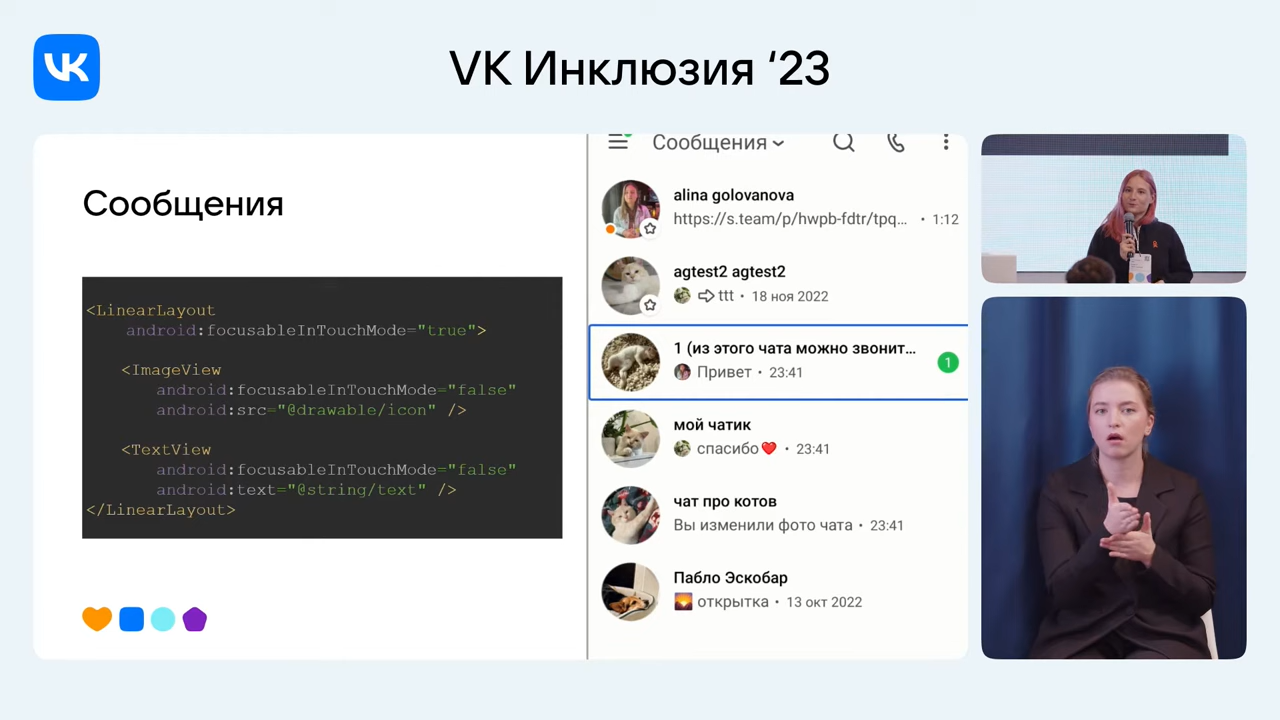 VK Инклюзия ‘23
Сообщения
<LinearLayout
android:focusableInTouchMode="true">
<ImageView
android:focusableInTouchMode="false"
android:src="@drawable/icon" />
<TextView
android:focusableInTouchMode="false"
android:text="@string/text" />
</LinearLayout>
Сообщения
alina golovanova
https://s.team/p/hwpb-fdtr/tpq... · 1:12
agtest2 agtest2
ttt · 18 ноя 2022
1 (из этого чата можно звонит...
Привет · 23:41
1
мой чатик
спасибо❤️ · 23:41
чат про котов
Вы изменили фото чата · 23:41
Пабло Эскобар
открытка · 13 окт 2022